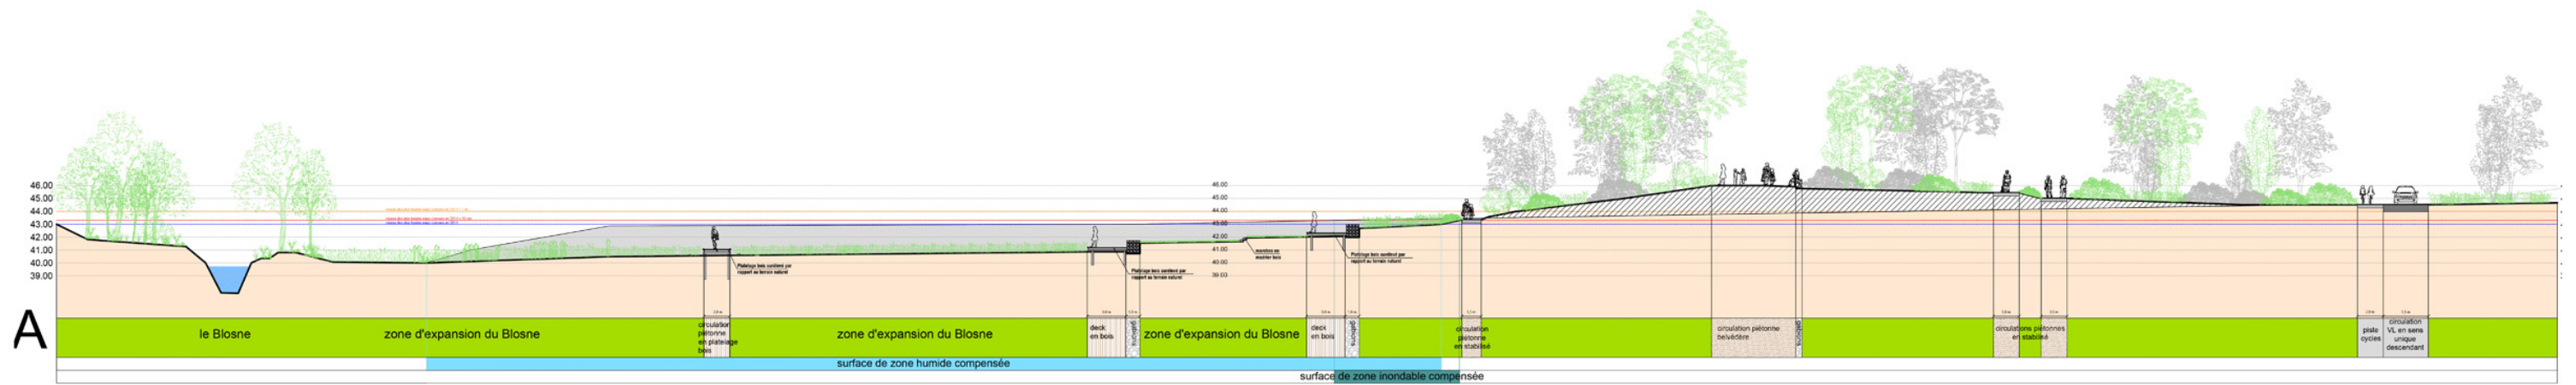 46.00
45.00
44.00
43.00
42.00
41.00
40.00
39.00
46.00
44.00
43.00
42.00
41.00
40.00
39.00
Platelage bois surélevé par
rapport au terrain naturel
Platelage bois surélevé par
rapport au terrain naturel
marches en
madrier bois
Platelage bois surélevé par
rapport au terrain naturel
A
le Blosne
zone d'expansion du Blosne
circulation
piétonne
en platelage
bois
zone d'expansion du Blosne
deck
en bois
gabions
zone d'expansion du Blosne
deck
en bois
gabions
circulation
piétonne
en stabilisé
circulation piétonne
belvédère
gabions
circulations piétonnes
en stabilisé
piste
cycles
circulation
VL en sens
unique
descendant
surface de zone humide compensée
surface de zone inondable compensée